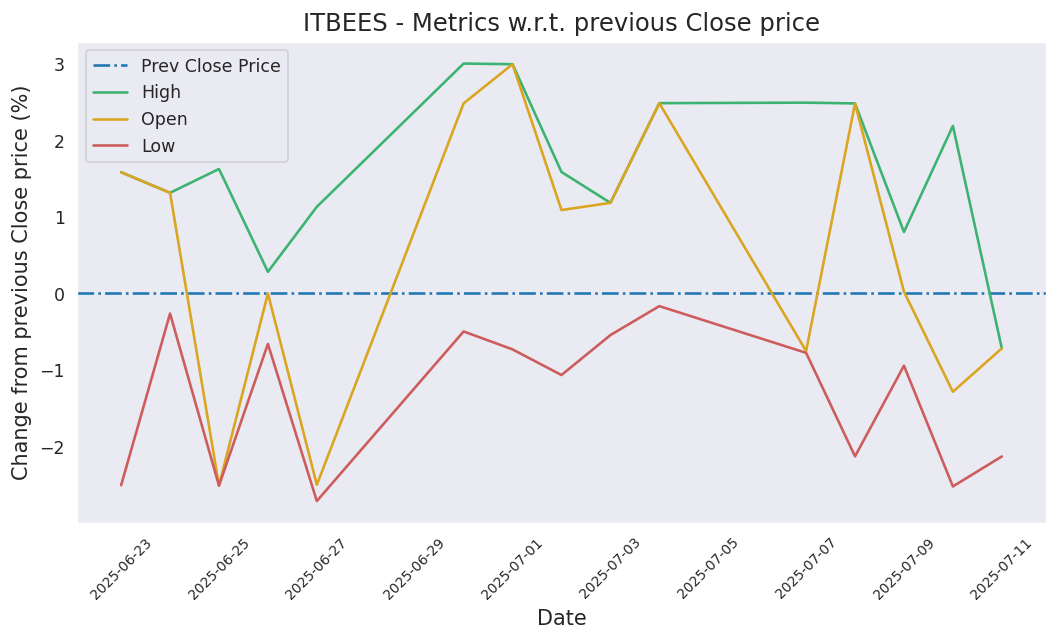 ITBEES - Metrics w.r.t. previous Close price
Prev Close Price
High
Open
Low
Change from previous Close price (%)
3
2
1
0
−1
−2
2025-06-23
2025-06-25
2025-06-27
2025-06-29
2025-07-01
2025-07-03
2025-07-05
2025-07-07
2025-07-09
2025-07-11
Date